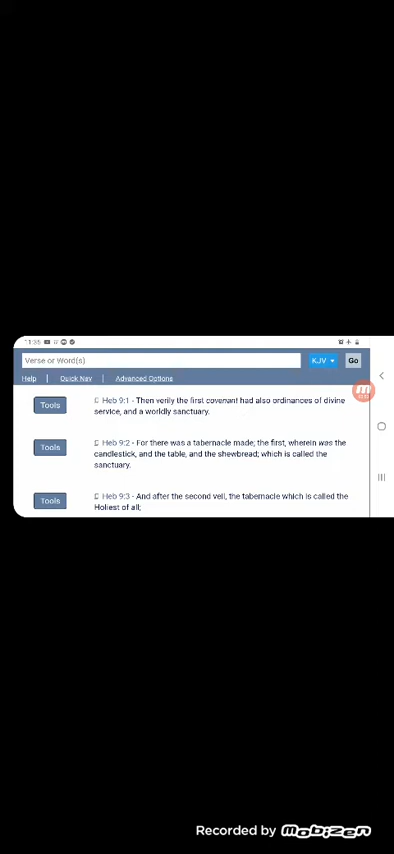 11:35
Verse or Word(s)
KJV
Go
Help | Quick Nav | Advanced Options
Tools
Heb 9:1 - Then verily the first covenant had also ordinances of divine
service, and a worldly sanctuary.
Tools
Heb 9:2 - For there was a tabernacle made; the first, wherein was the
candlestick, and the table, and the shewbread; which is called the
sanctuary.
Tools
Heb 9:3 - And after the second veil, the tabernacle which is called the
Holiest of all;
Recorded by mobizen